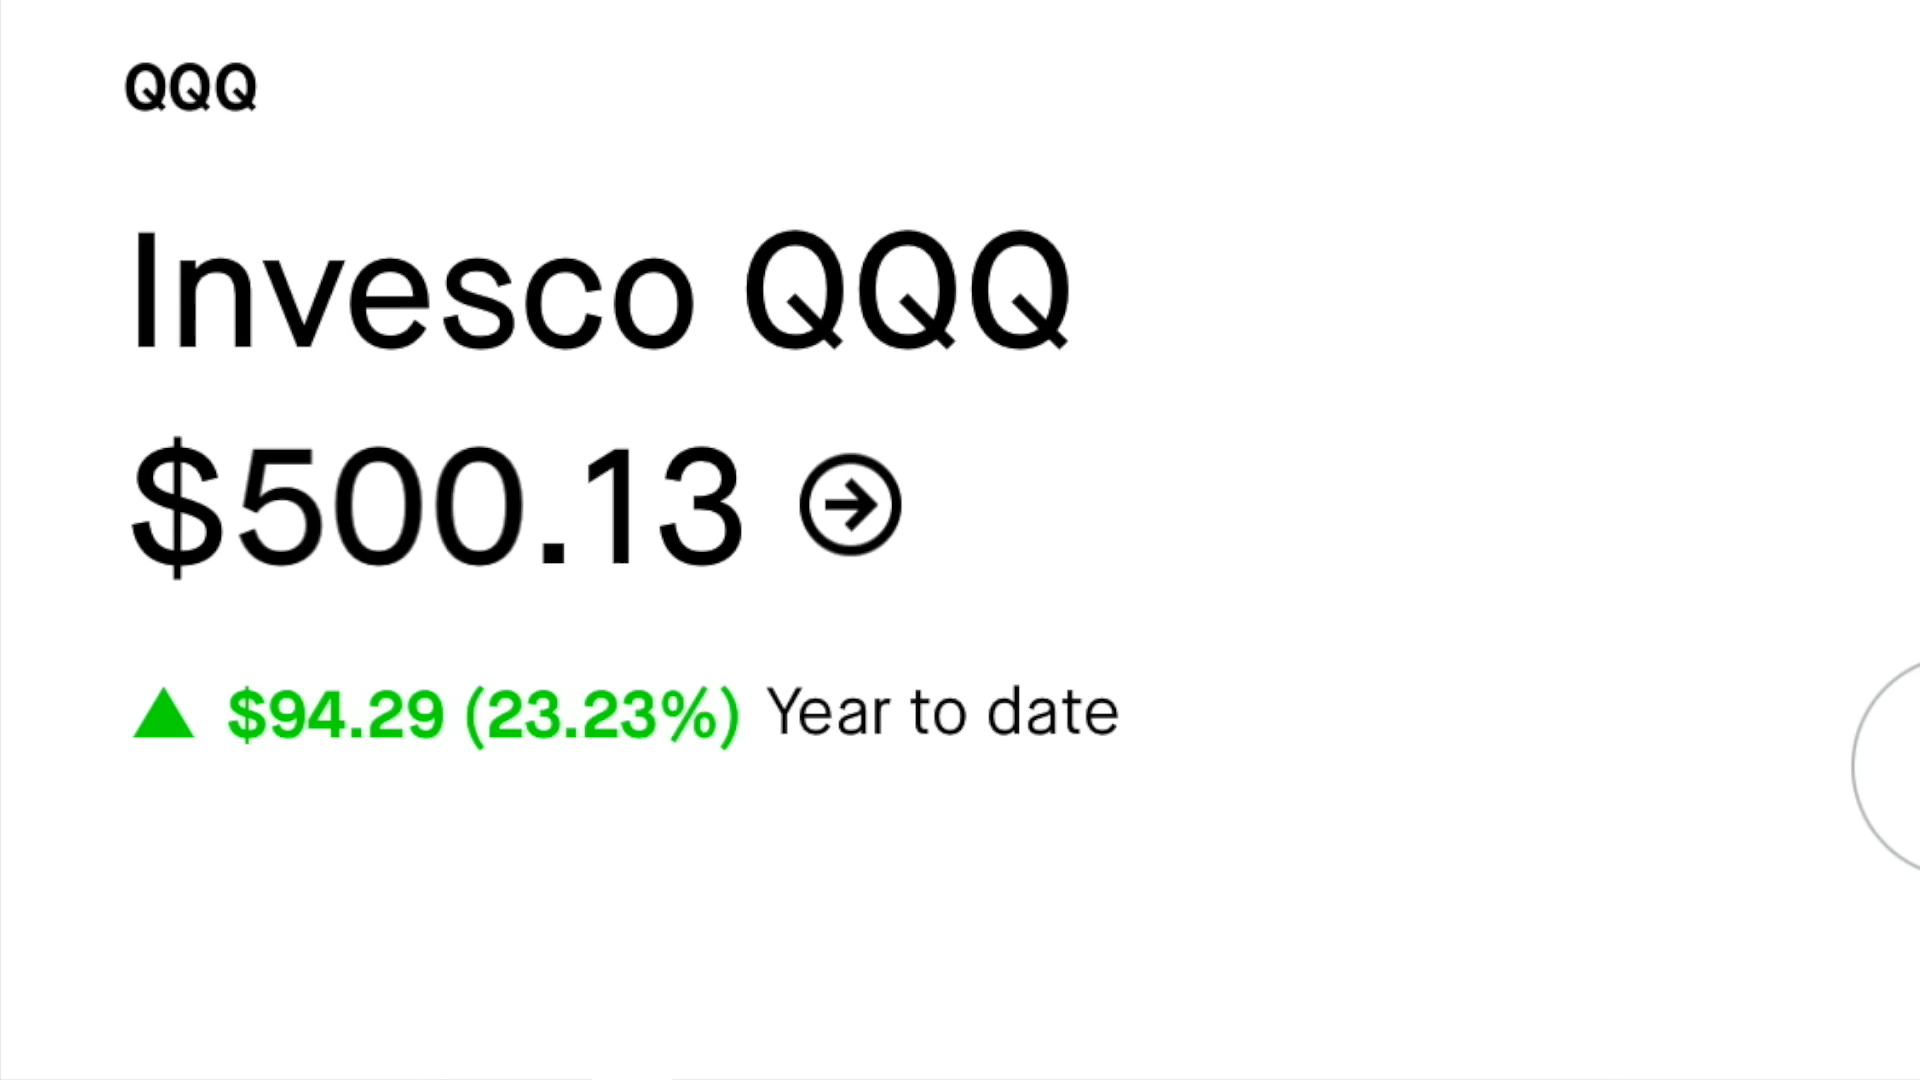 QQQ
Invesco QQQ
$500.13
$94.29 (23.23%) Year to date